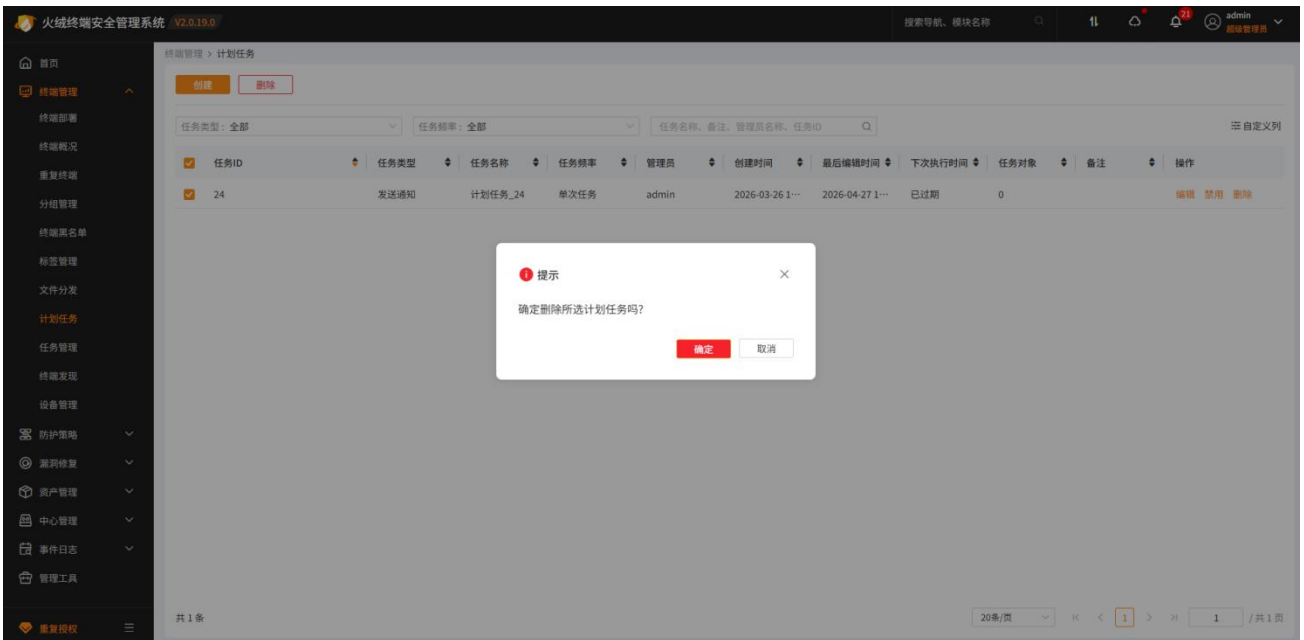 火绒终端安全管理系统 V2.0.19.0 搜索导航、模块名称 21 admin
超级管理员
首页
终端管理
终端部署
终端概况
重复终端
分组管理
终端黑名单
标签管理
文件分发
计划任务
任务管理
终端发现
设备管理
防护策略
漏洞修复
资产管理
中心管理
事件日志
管理工具
重复授权
终端管理 > 计划任务
创建 删除
任务类型: 全部 任务频率: 全部 任务名称、备注、管理员名称、任务ID 自定义列
任务ID 任务类型 任务名称 任务频率 管理员 创建时间 最后编辑时间 下次执行时间 任务对象 备注 操作
24 发送通知 计划任务_24 单次任务 admin 2026-03-26 1··· 2026-04-27 1··· 已过期 0 编辑 禁用 删除
提示
确定删除所选计划任务吗?
确定 取消
共 1 条 20条/页 1 1 / 共 1 页